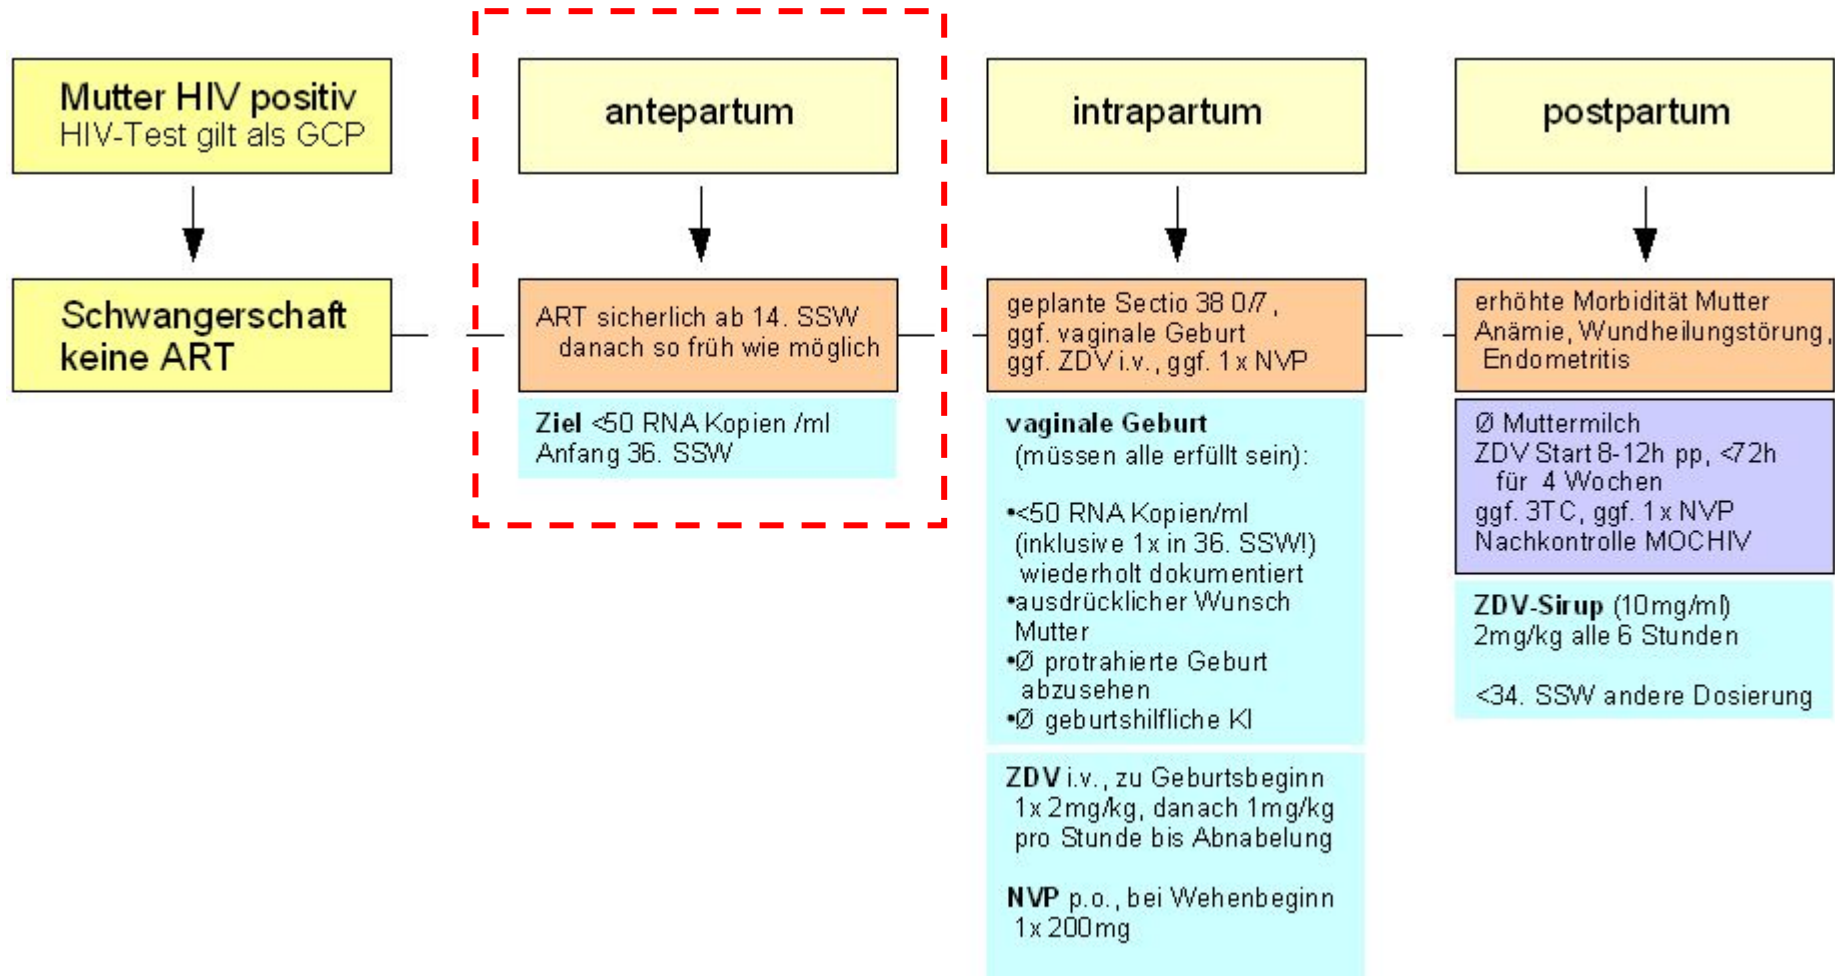 Mutter HIV positiv
HIV-Test gilt als GCP
Schwangerschaft
keine ART
antepartum
ART sicherlich ab 14. SSW
danach so früh wie möglich
Ziel <50 RNA Kopien /ml
Anfang 36. SSW
intrapartum
geplante Sectio 38 0/7 ,
ggf. vaginale Geburt
ggf. ZDV i.v., ggf. 1x NVP
vaginale Geburt
(müssen alle erfüllt sein):
•<50 RNA Kopien/ml
(inklusive 1x in 36. SSW!)
wiederholt dokumentiert
•ausdrücklicher Wunsch
Mutter
•Ø protrahierte Geburt
abzusehen
•Ø geburtshilfliche KI
ZDV i.v., zu Geburtsbeginn
1x 2mg/kg, danach 1mg/kg
pro Stunde bis Abnabelung
NVP p.o., bei Wehenbeginn
1x 200mg
postpartum
erhöhte Morbidität Mutter
Anämie, Wundheilungstörung,
Endometritis
Ø Muttermilch
ZDV Start 8-12h pp, <72h
für 4 Wochen
ggf. 3TC, ggf. 1x NVP
Nachkontrolle MOCHIV
ZDV-Sirup (10mg/ml)
2mg/kg alle 6 Stunden
<34. SSW andere Dosierung